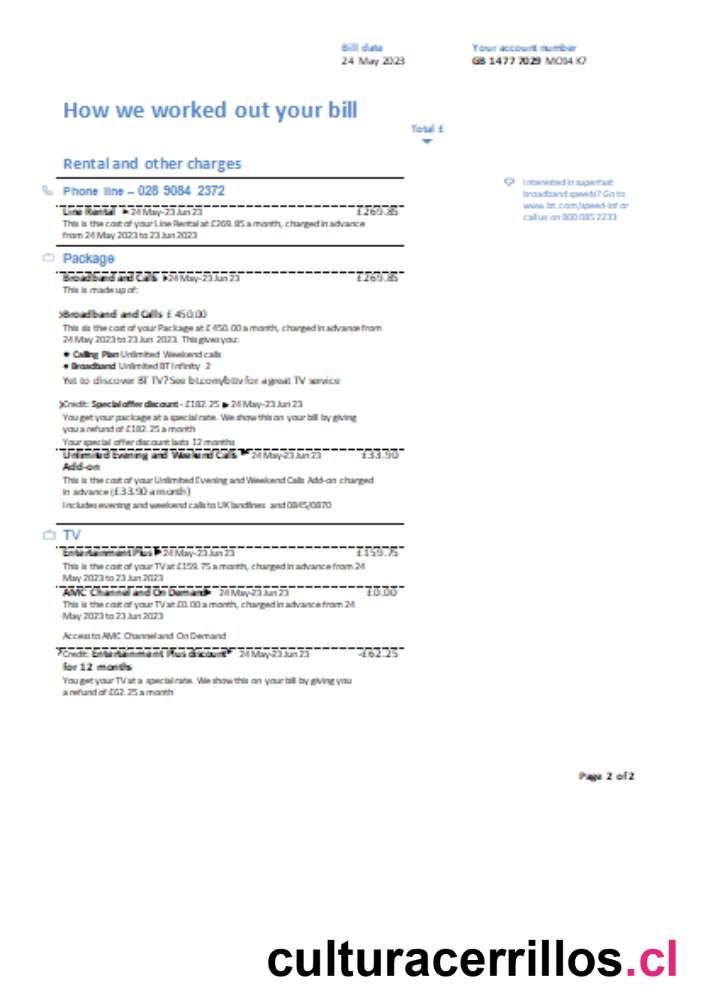 Bill date
24 May 2023
Your account number
GB 1477 7029 MO14 K7
How we worked out your bill
Total £
Rental and other charges
Phone line – 028 9084 2372
Line Rental ►24 May-23 Jun 23 £269.85
This is the cost of your Line Rental at £269. 85 a month, charged in advance
from 24 May 2023 to 23 Jun 2023
Interested in superfast
broadband speeds? Go to
www. bt. com/speed-inf or
call us on 800 085 2233
Package
Broadband and Calls ►24 May-23 Jun 23 £269.85
This is made up of:
Broadband and Calls £ 450.00
This is the cost of your Package at £ 450. 00 a month, charged in advance from
24 May 2023 to 23 Jun 2023. This gives you:
● Calling Plan Unlimited Weekend calls
● Broadband Unlimited BT Infinity 2
Yet to discover BT TV? See bt.com/bttv for a great TV service
Credit: Special offer discount - £182. 25 ►24 May-23 Jun 23
You get your package at a special rate. We show this on your bill by giving
you a refund of £182. 25 a month
Your special offer discount lasts 12 months
Unlimited Evening and Weekend Calls ► 24 May-23 Jun 23 £33.90
Add-on
This is the cost of your Unlimited Evening and Weekend Calls Add-on charged
in advance (£33.90 a month)
Includes evening and weekend calls to UK landlines and 0845/0870
TV
Entertainment Plus ►24 May-23 Jun 23 £159.75
This is the cost of your TV at £159. 75 a month, charged in advance from 24
May 2023 to 23 Jun 2023
AMC Channel and On Demand► 24 May-23 Jun 23 £0.00
This is the cost of your TV at £0. 00 a month, charged in advance from 24
May 2023 to 23 Jun 2023
Access to AMC Channel and On Demand
Credit: Entertainment Plus discount► 24 May-23 Jun 23 -£62.25
for 12 months
You get your TV at a special rate. We show this on your bill by giving you
a refund of £62. 25 a month
Page 2 of 2
culturacerrillos.cl